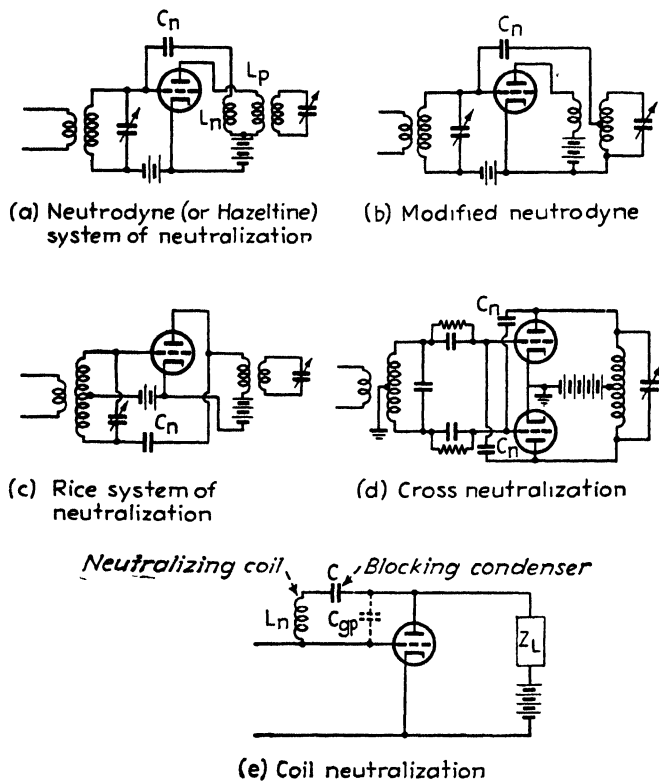 Cn
Lp
Ln
Cn
(a) Neutrodyne (or Hazeltine)
system of neutralization
(b) Modified neutrodyne
Cn
Cn
Cn
(c) Rice system of
neutralization
(d) Cross neutralization
Neutralizing coil
C
Blocking condenser
Ln
Cgp
ZL
(e) Coil neutralization